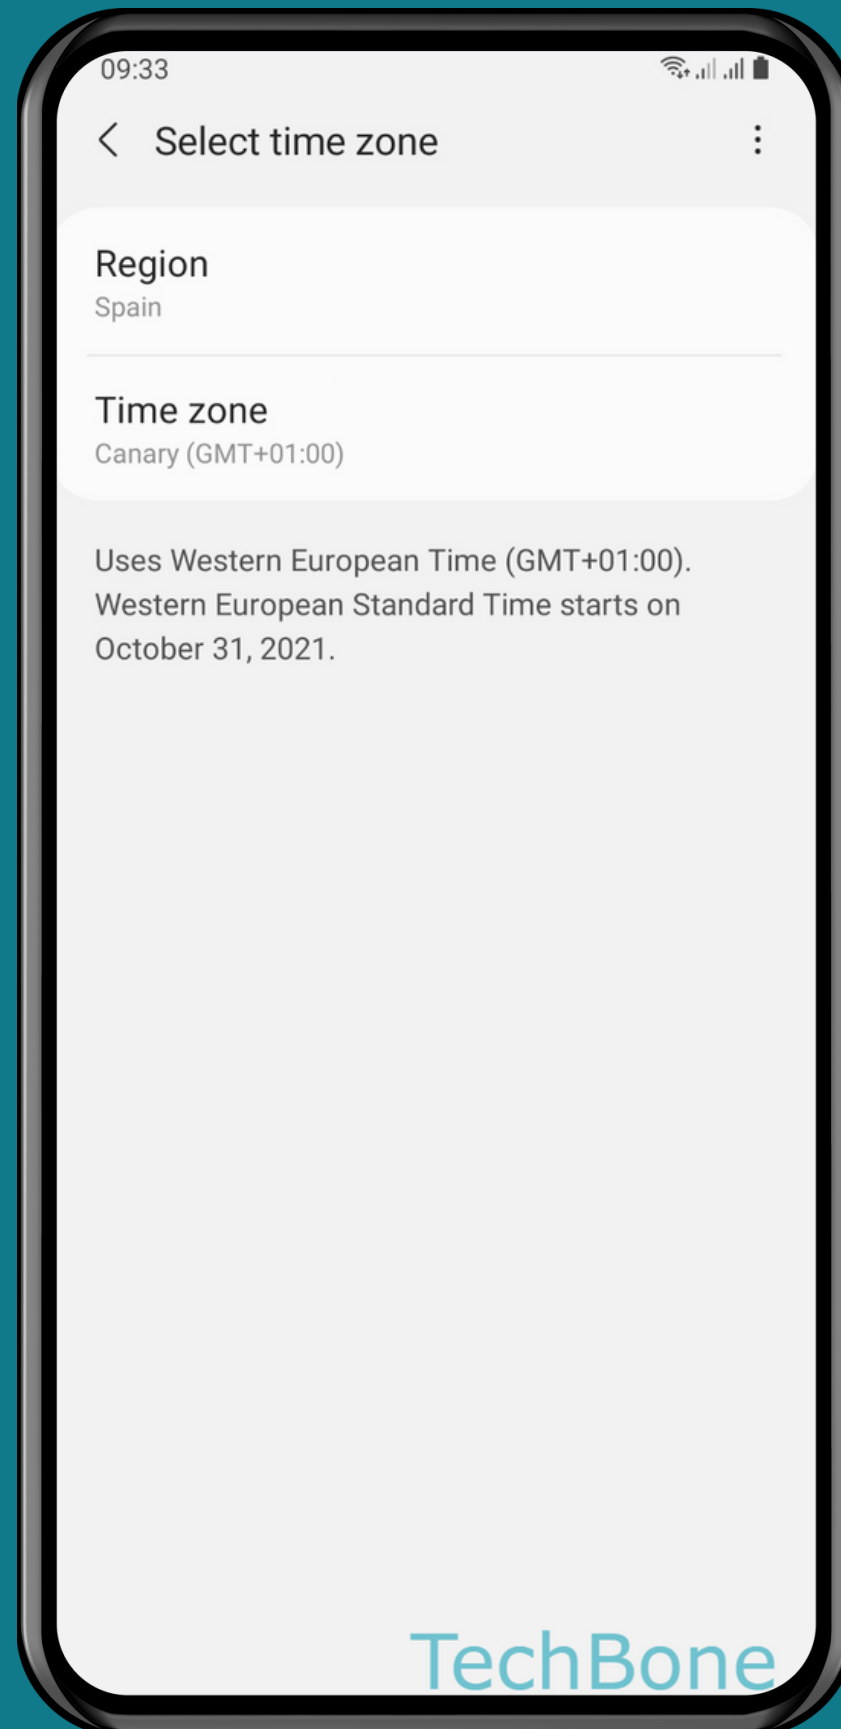 09:33
Select time zone
Region
Spain
Time zone
Canary (GMT+01:00)
Uses Western European Time (GMT+01:00).
Western European Standard Time starts on
October 31, 2021.
TechBone